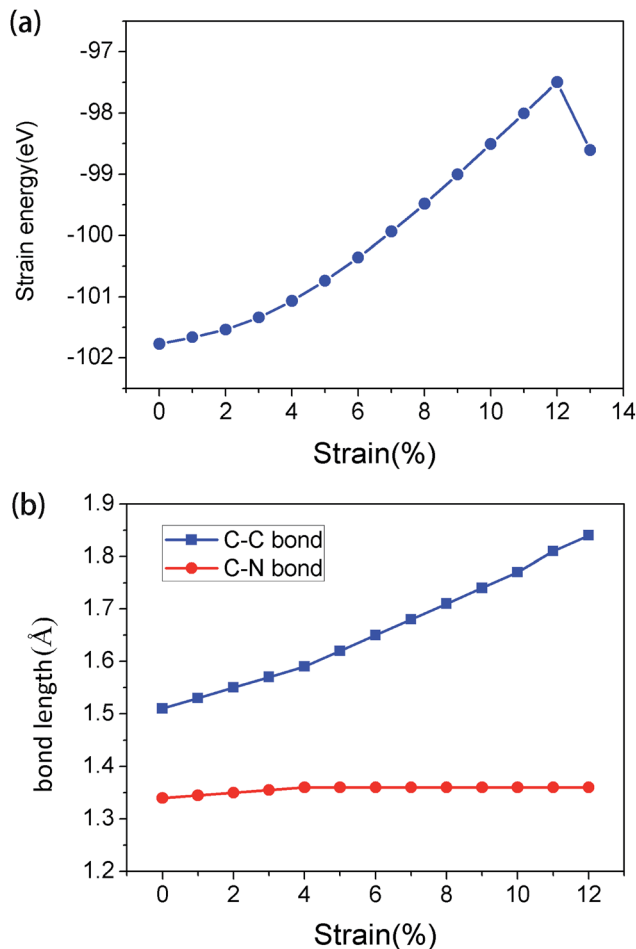 (a)
-97
-98
-99
-100
-101
-102
Strain energy(eV)
0 2 4 6 8 10 12 14
Strain(%)
(b)
1.9
1.8
1.7
1.6
1.5
1.4
1.3
1.2
bond length(Å)
C-C bond
C-N bond
0 2 4 6 8 10 12
Strain(%)